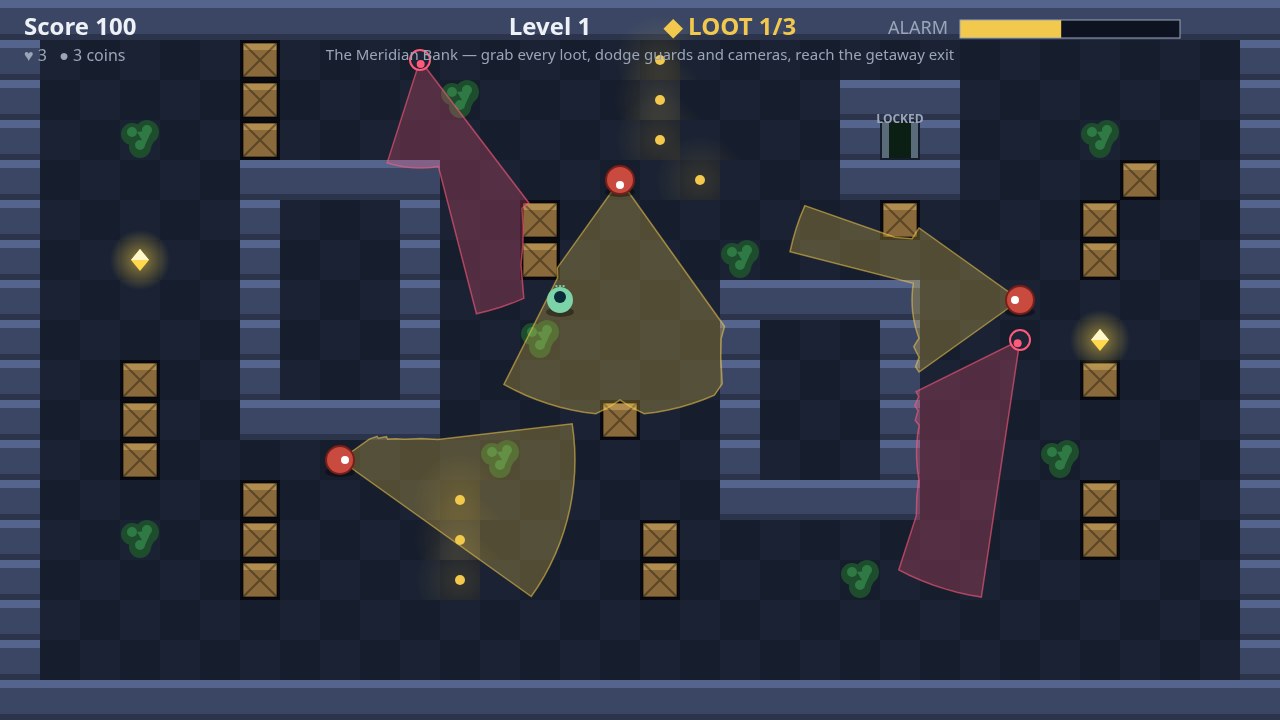 Score 100
Level 1
◆ LOOT 1/3
ALARM
♥ 3 ● 3 coins
The Meridian Bank — grab every loot, dodge guards and cameras, reach the getaway exit
LOCKED